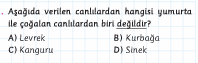 . Aşağıda verilen canlılardan hangisi yumurta
ile çoğalan canlılardan biri değildir?
A) Levrek B) Kurbağa
C) Kanguru D) Sinek